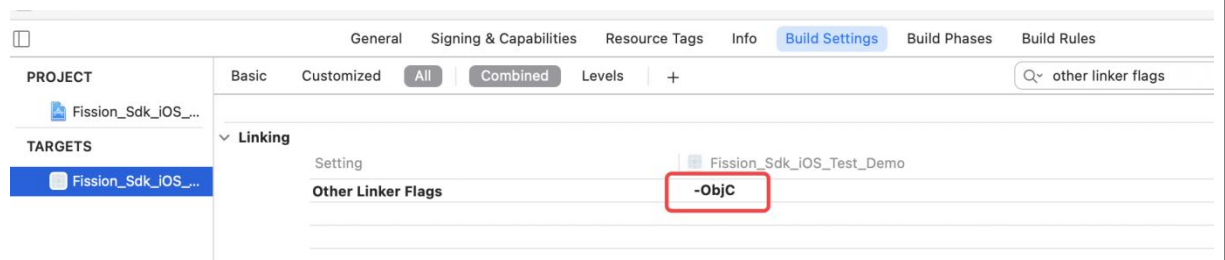 General Signing & Capabilities Resource Tags Info Build Settings Build Phases Build Rules
PROJECT Basic Customized All Combined Levels + other linker flags
Fission_Sdk_iOS_...
TARGETS
Linking
Setting Fission_Sdk_iOS_Test_Demo
Fission_Sdk_iOS_...
Other Linker Flags -ObjC